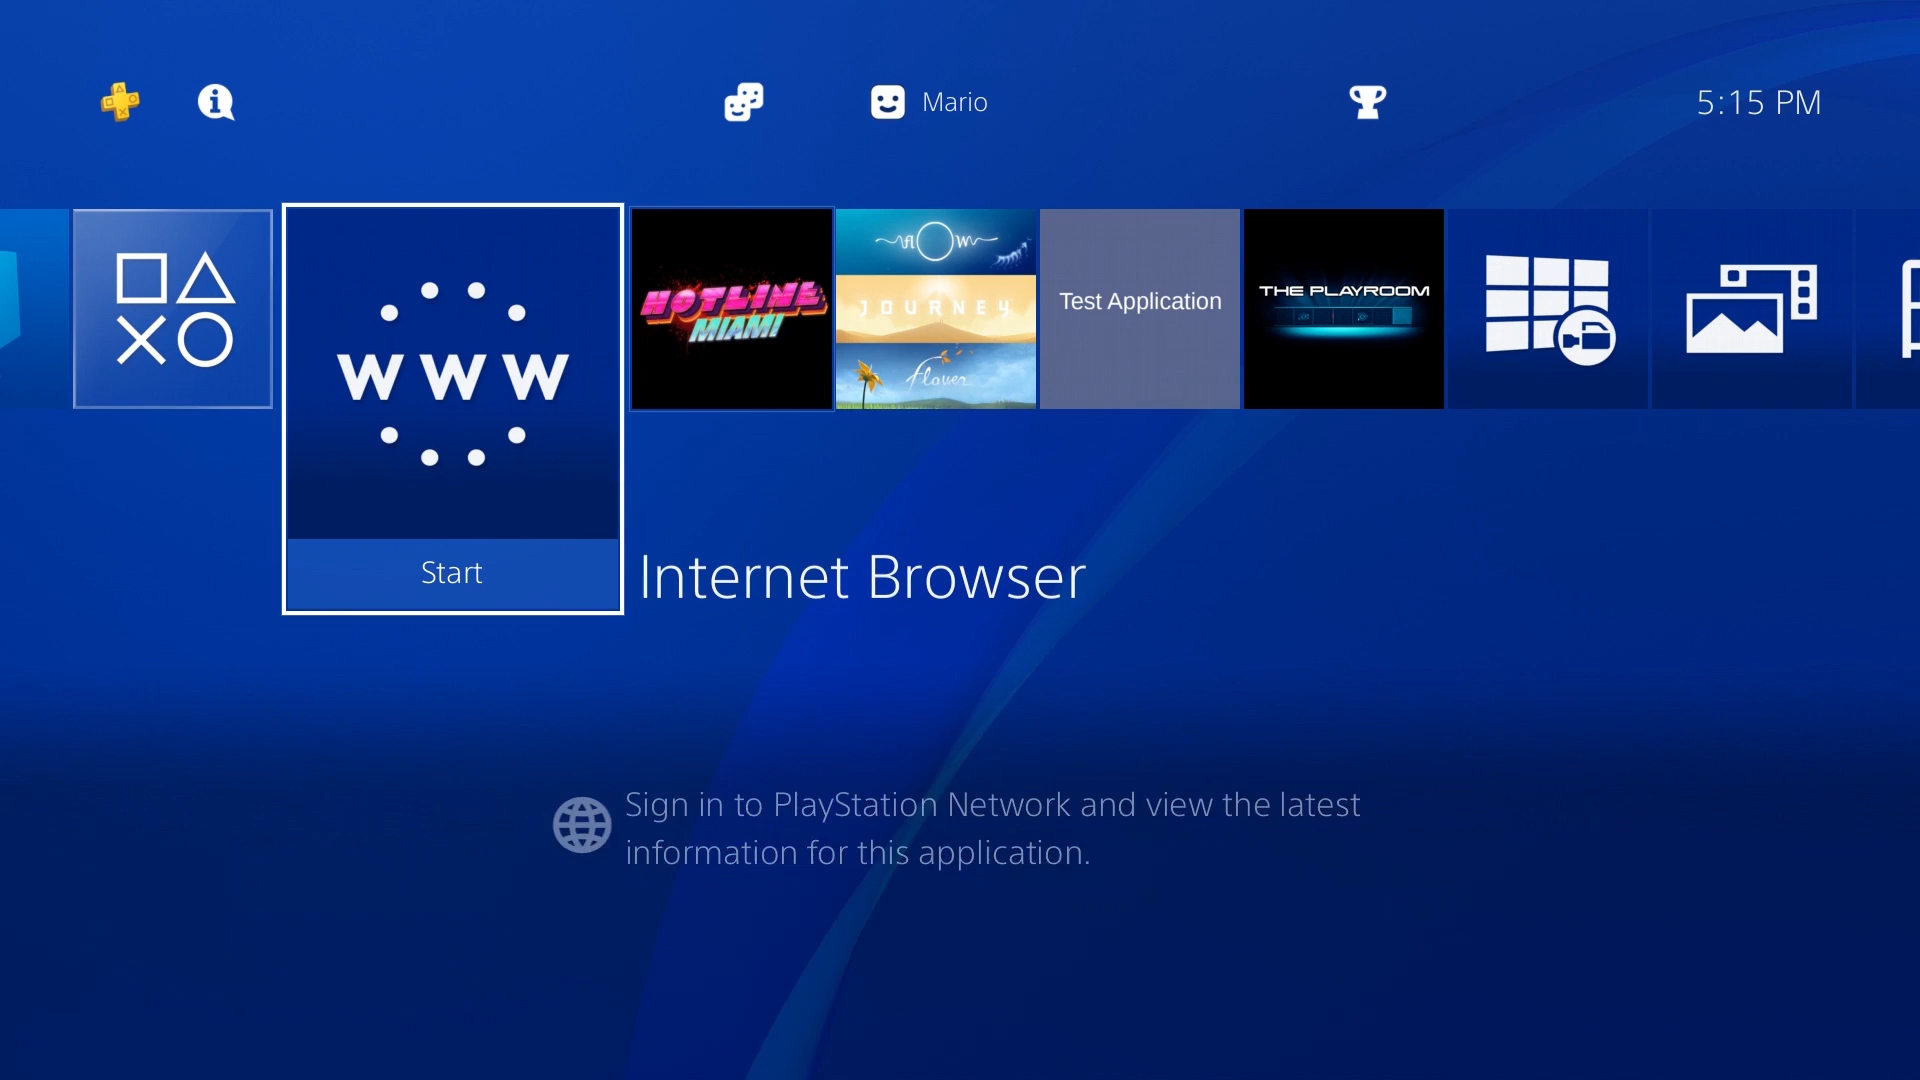 Mario
5:15 PM
WWW
HOTLINE
MIAMI
flOw
JOURNEY
flower
Test Application
THE PLAYROOM
Start
Internet Browser
Sign in to PlayStation Network and view the latest
information for this application.